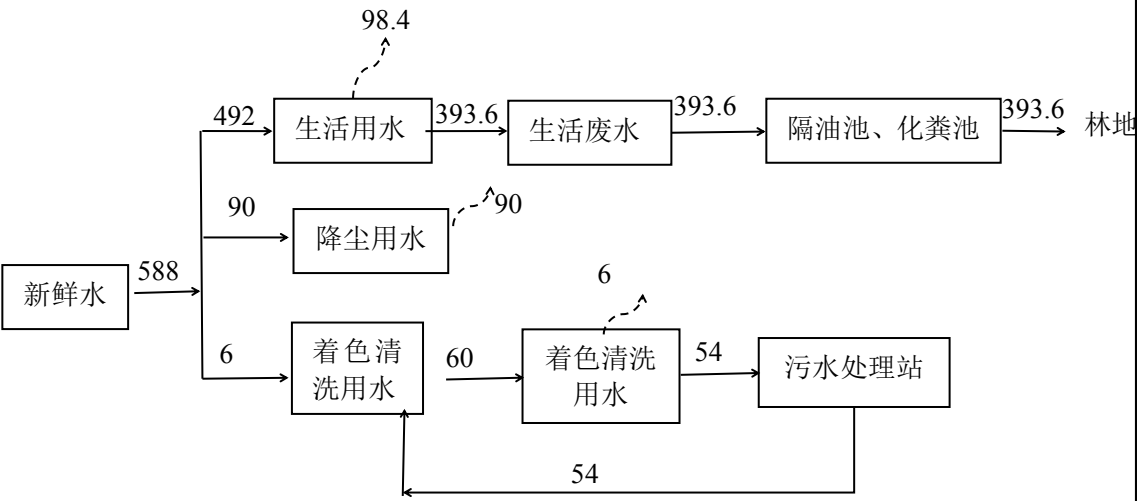 98.4
492
生活用水
393.6
生活废水
393.6
隔油池、化粪池
393.6
林地
90
降尘用水
90
新鲜水
588
6
着色清
洗用水
60
6
着色清洗
用水
54
污水处理站
54